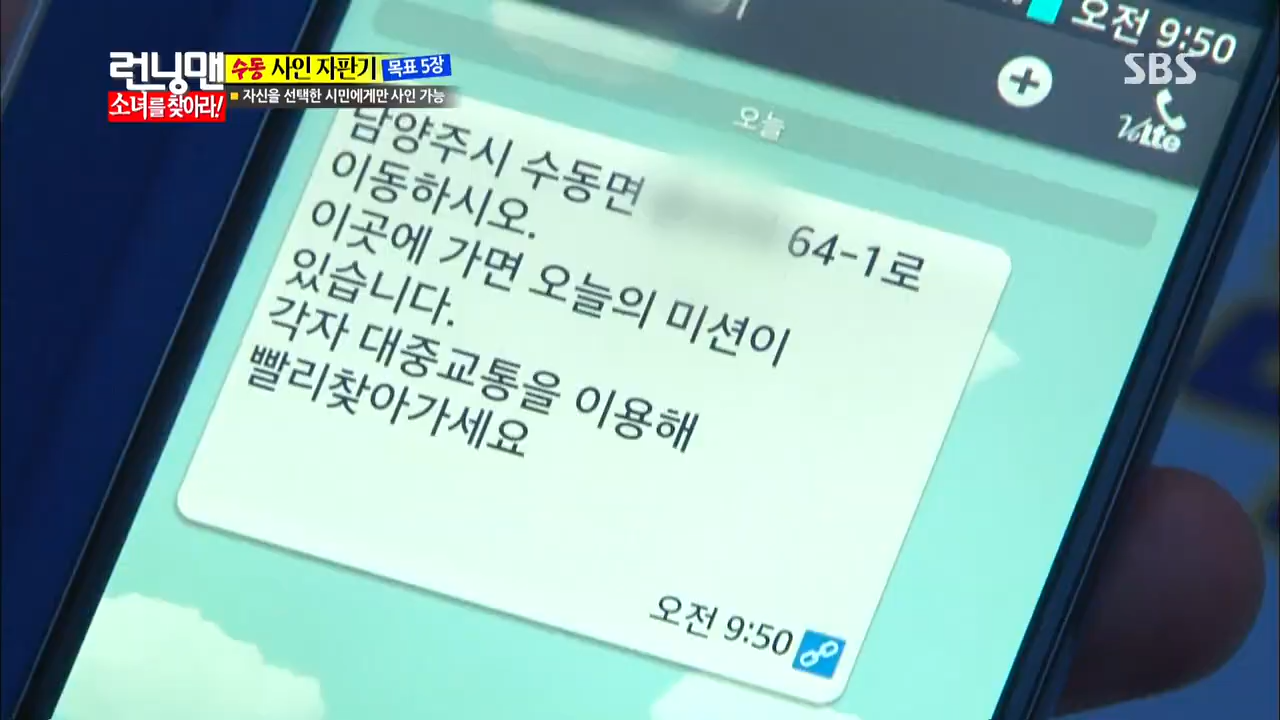 런닝맨
소녀를 찾아라!
수동 사인 자판기 목표 5장
자신을 선택한 시민에게만 사인 가능
오전 9:50
SBS
VoLTE
오늘
남양주시 수동면
64-1로
이동하시오.
이곳에 가면 오늘의 미션이
있습니다.
각자 대중교통을 이용해
빨리찾아가세요
오전 9:50